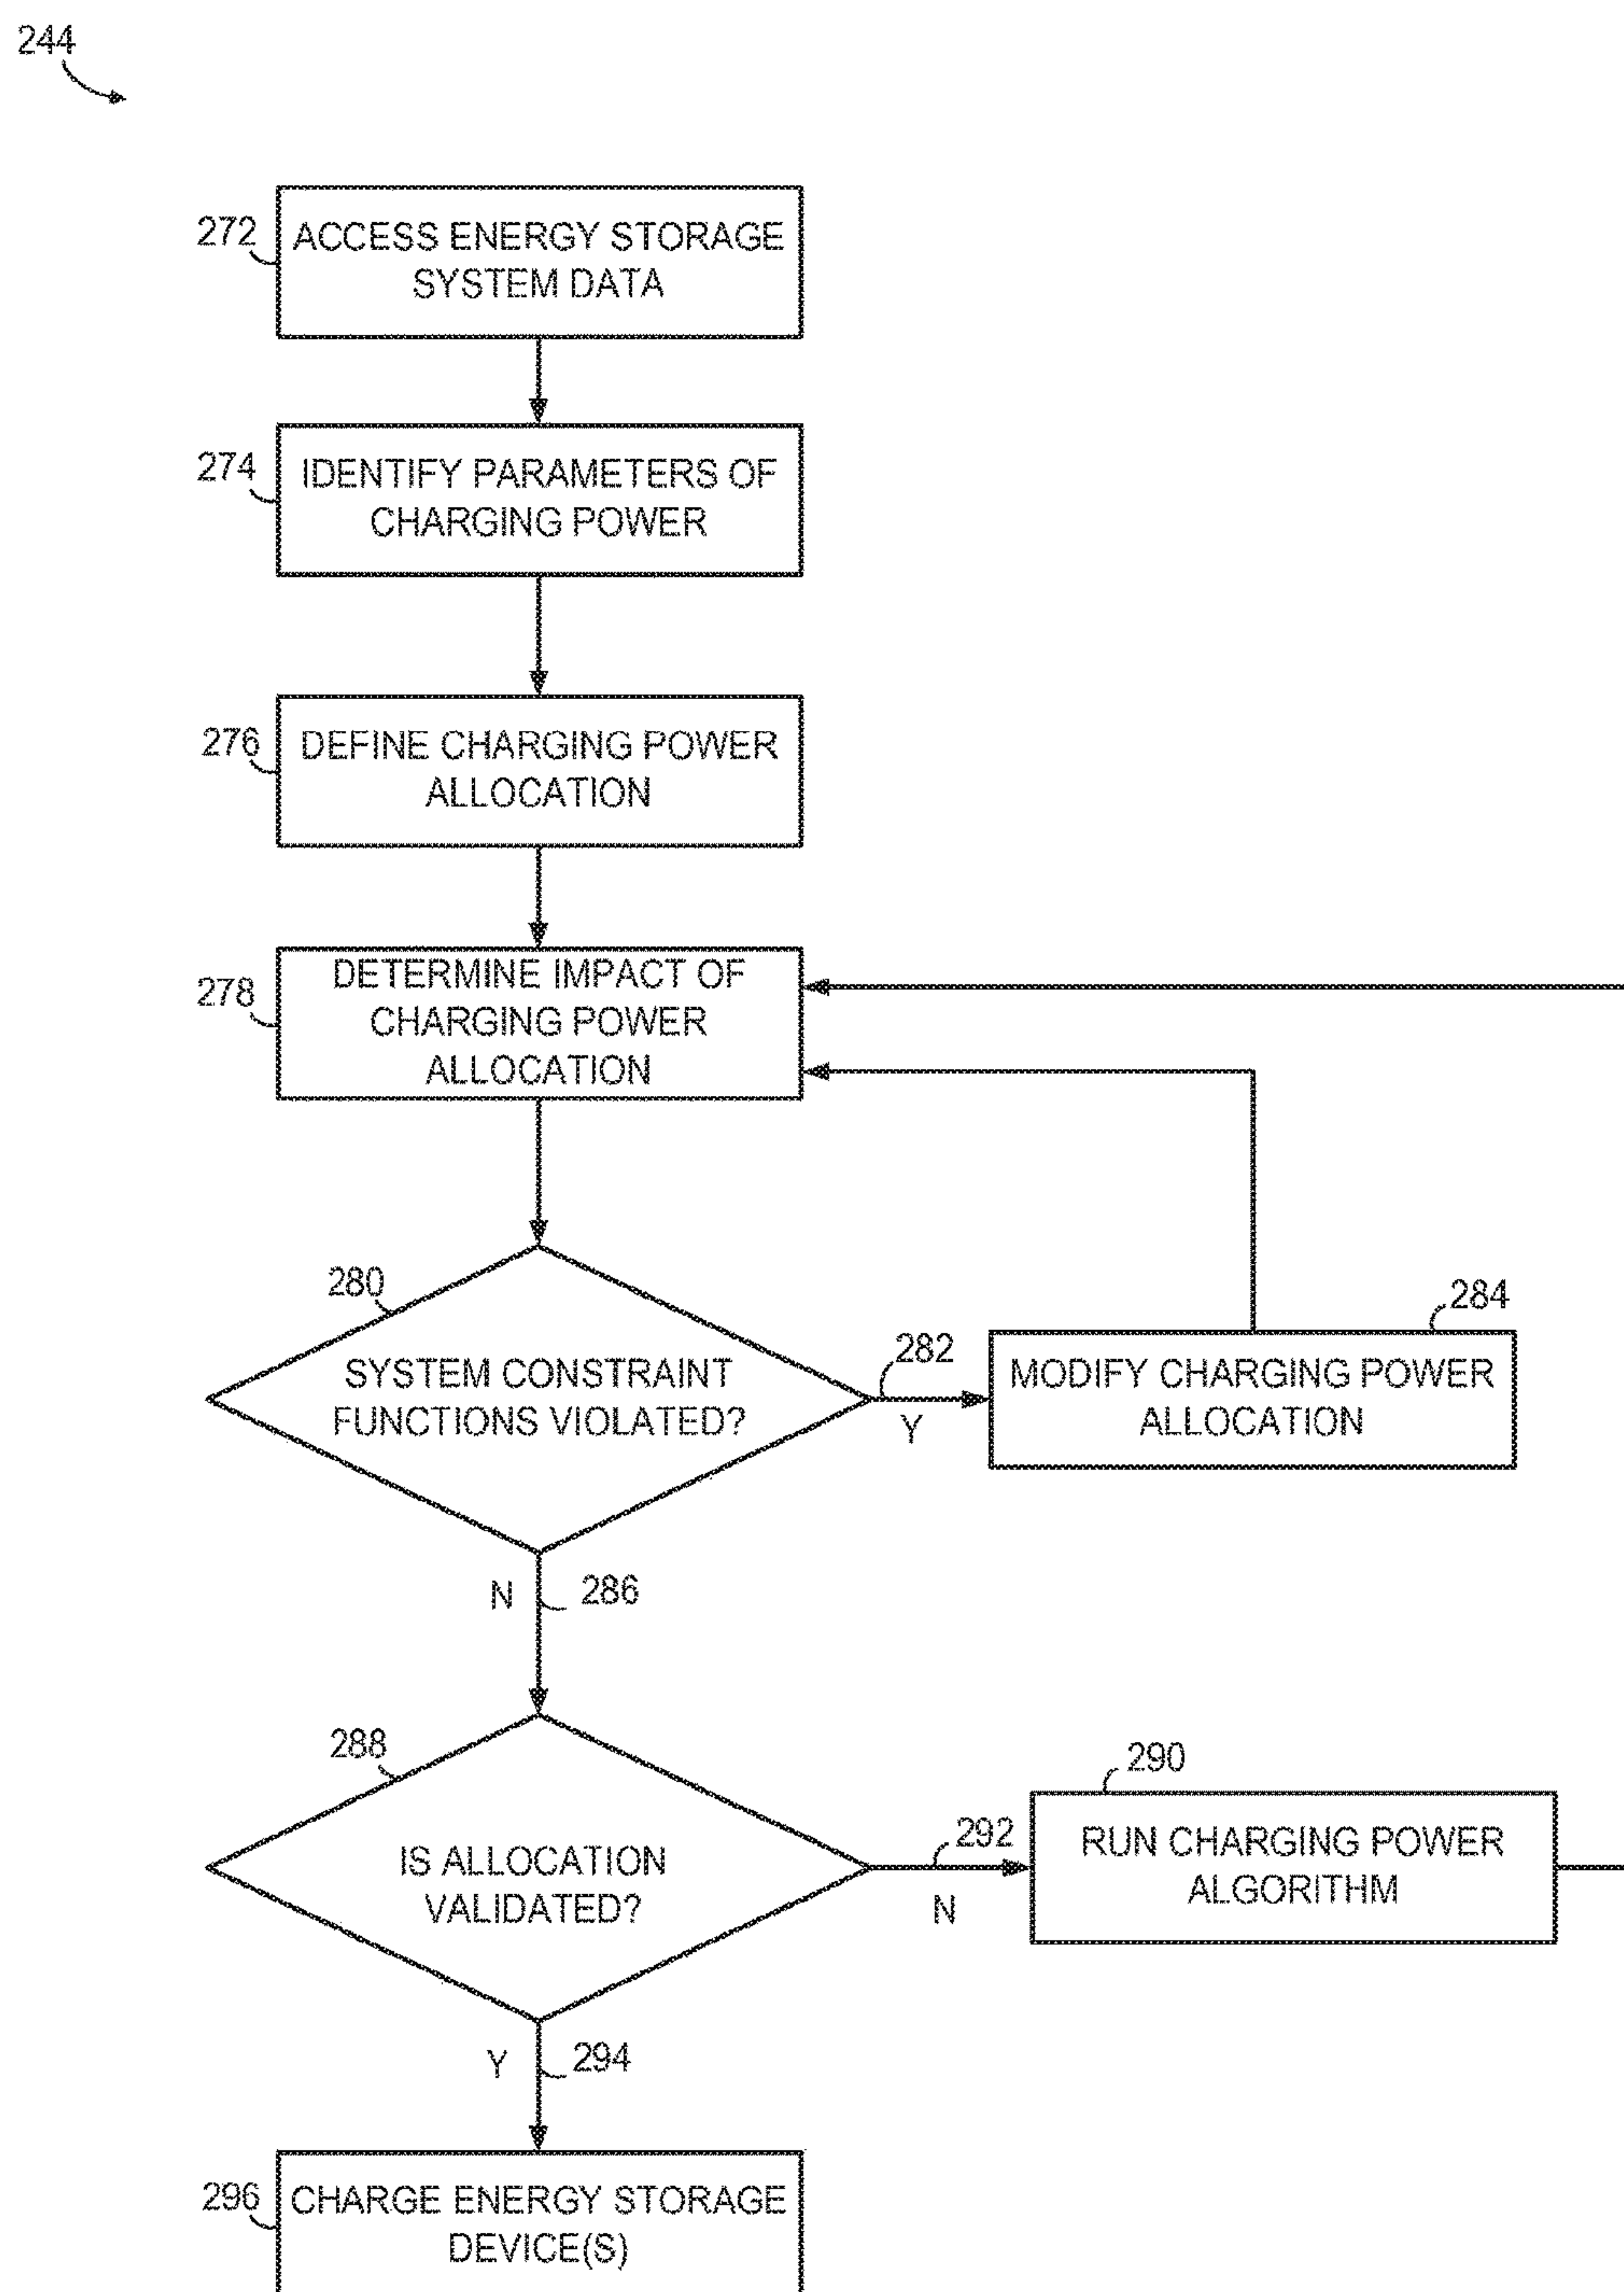 244
272
ACCESS ENERGY STORAGE
SYSTEM DATA
274
IDENTIFY PARAMETERS OF
CHARGING POWER
276
DEFINE CHARGING POWER
ALLOCATION
278
DETERMINE IMPACT OF
CHARGING POWER
ALLOCATION
280
SYSTEM CONSTRAINT
FUNCTIONS VIOLATED?
282
Y
284
MODIFY CHARGING POWER
ALLOCATION
N
286
288
IS ALLOCATION
VALIDATED?
292
N
290
RUN CHARGING POWER
ALGORITHM
Y
294
296
CHARGE ENERGY STORAGE
DEVICE(S)